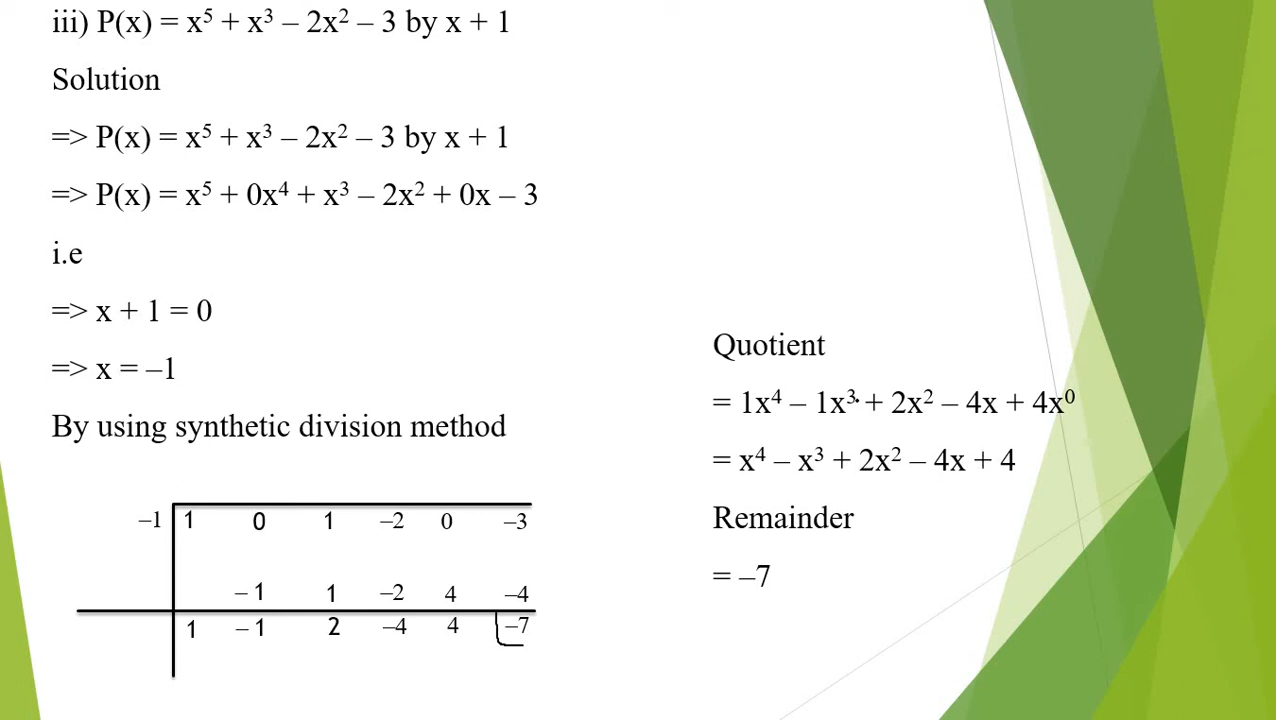 iii) P(x) = x⁵ + x³ – 2x² – 3 by x + 1
Solution
=> P(x) = x⁵ + x³ – 2x² – 3 by x + 1
=> P(x) = x⁵ + 0x⁴ + x³ – 2x² + 0x – 3
i.e
=> x + 1 = 0
=> x = –1
By using synthetic division method
–1 1 0 1 –2 0 –3
–1 1 –2 4 –4
1 –1 2 –4 4 –7
Quotient
= 1x⁴ – 1x³ + 2x² – 4x + 4x⁰
= x⁴ – x³ + 2x² – 4x + 4
Remainder
= –7